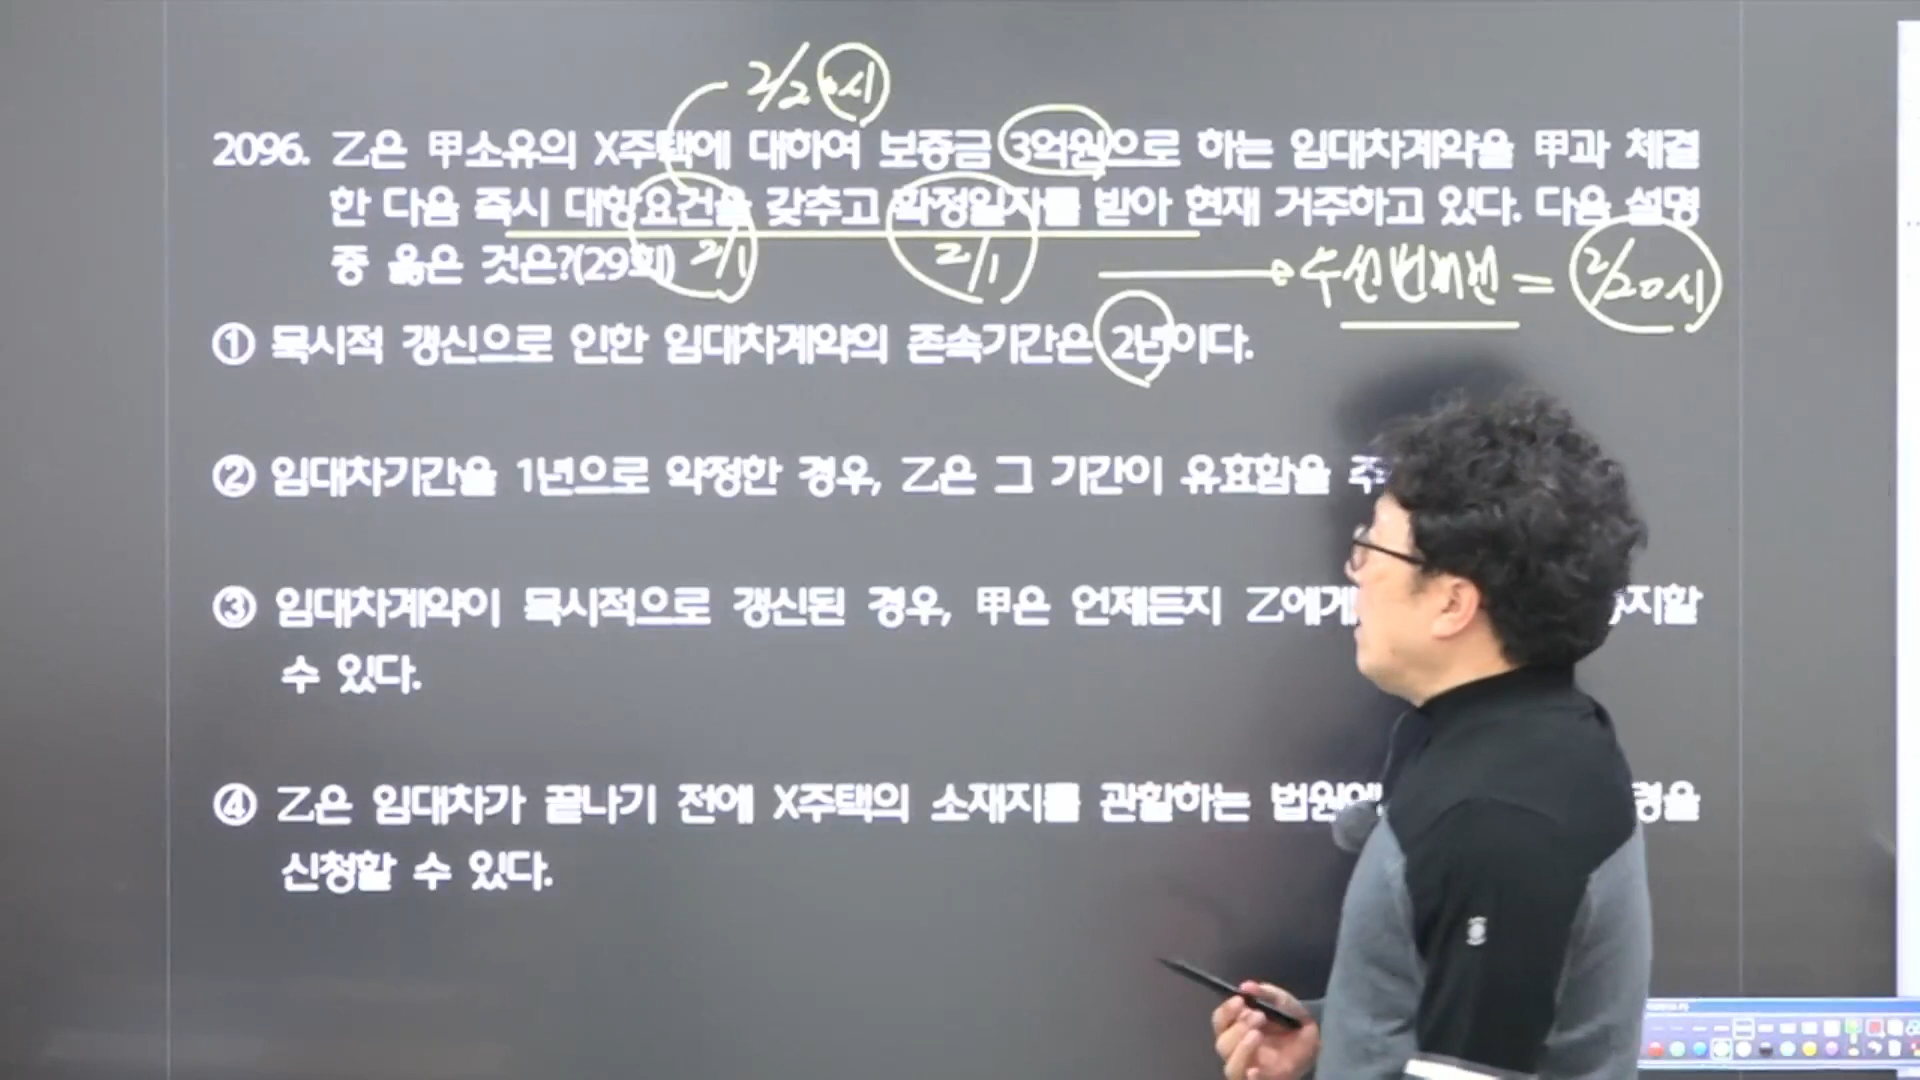 2/2 0시
2096. 乙은 甲소유의 X주택에 대하여 보증금 3억원으로 하는 임대차계약을 甲과 체결
한 다음 즉시 대항요건을 갖추고 확정일자를 받아 현재 거주하고 있다. 다음 설명
중 옳은 것은?(29회) 2/1 2/1 → 우선변제권 = 2/2 0시
① 묵시적 갱신으로 인한 임대차계약의 존속기간은 2년이다.
② 임대차기간을 1년으로 약정한 경우, 乙은 그 기간이 유효함을 주
③ 임대차계약이 묵시적으로 갱신된 경우, 甲은 언제든지 乙에게 지할
수 있다.
④ 乙은 임대차가 끝나기 전에 X주택의 소재지를 관할하는 법원에 령을
신청할 수 있다.